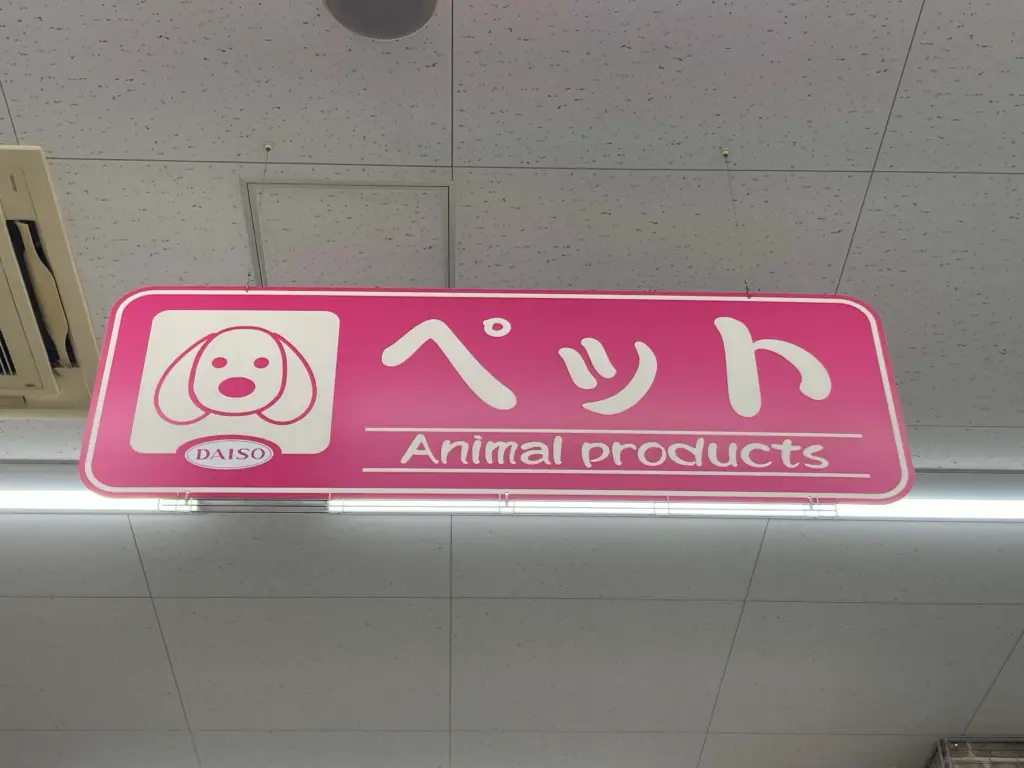 ペット
Animal products
DAISO